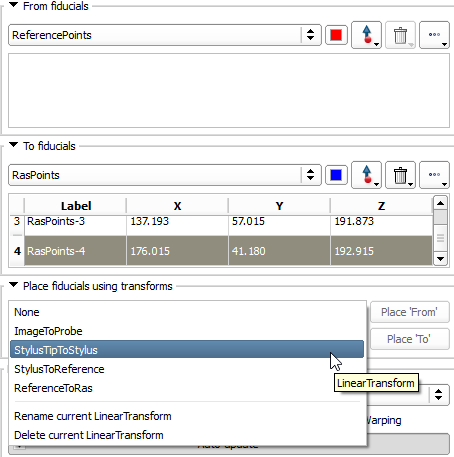 From fiducials
ReferencePoints
To fiducials
RasPoints
Label X Y Z
3 RasPoints-3 137.193 57.015 191.873
4 RasPoints-4 176.015 41.180 192.915
Place fiducials using transforms
None
ImageToProbe
StylusTipToStylus
StylusToReference
ReferenceToRas
Rename current LinearTransform
Delete current LinearTransform
Place 'From'
Place 'To'
LinearTransform
Warping